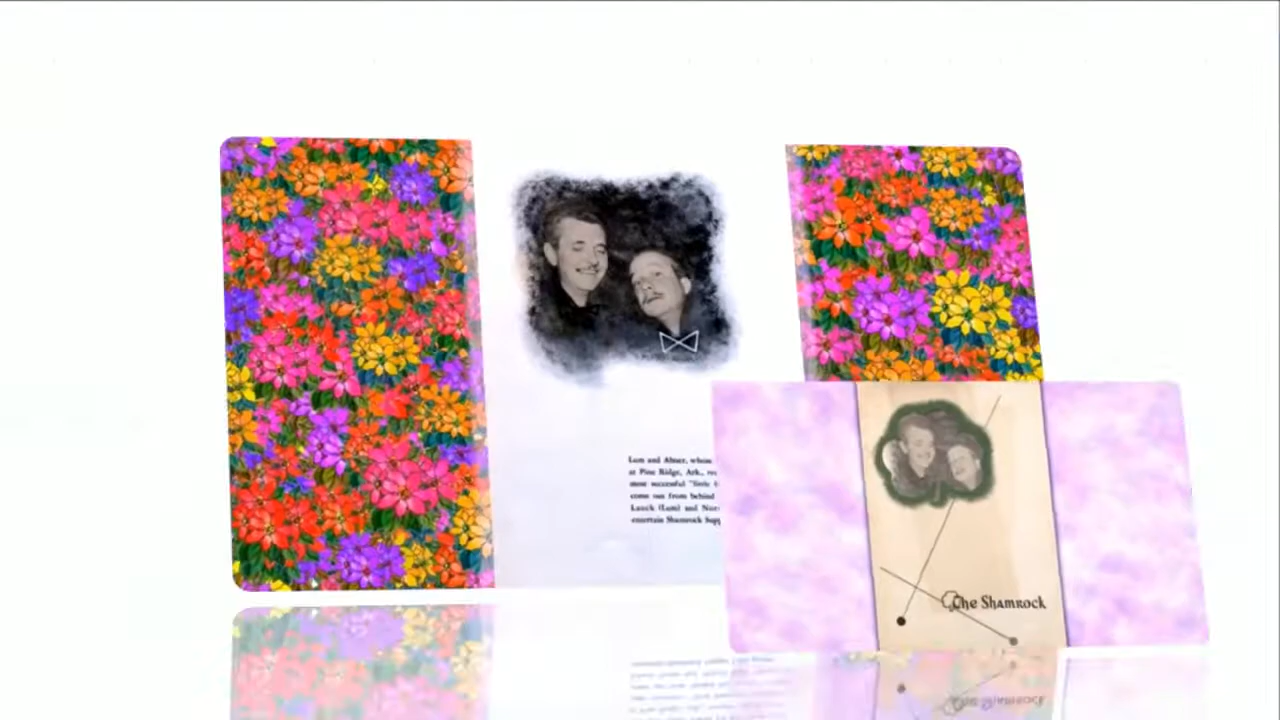 Lum and Abner, whose
at Pine Ridge, Ark.,
most successful "little
come out from behind
Lauck (Lum) and
entertain Shamrock
The Shamrock